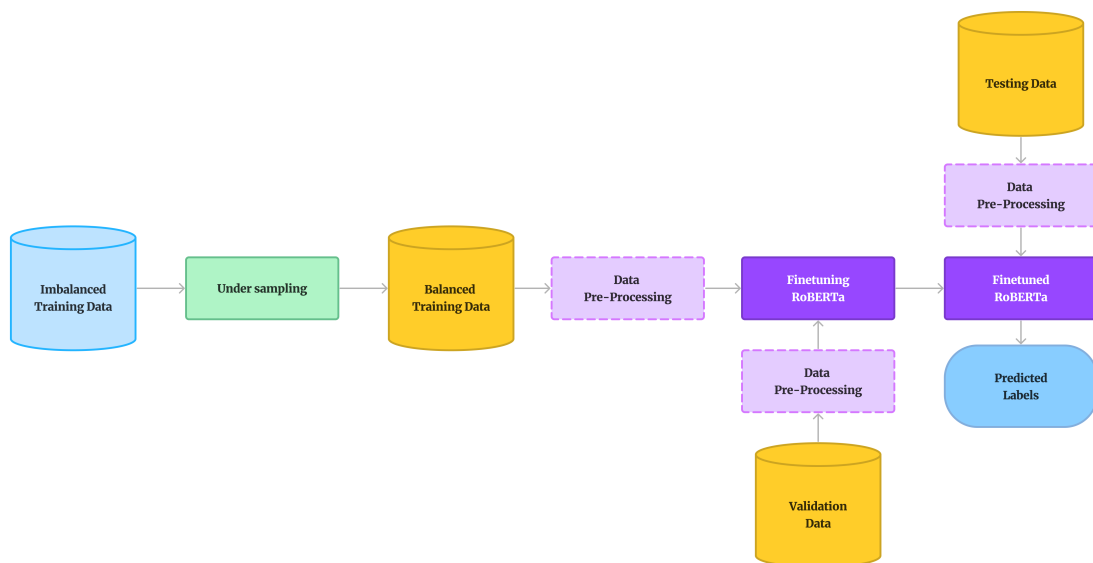 Testing Data
Data
Pre-Processing
Imbalanced
Training Data
Under sampling
Balanced
Training Data
Data
Pre-Processing
Finetuning
RoBERTa
Finetuned
RoBERTa
Data
Pre-Processing
Predicted
Labels
Validation
Data